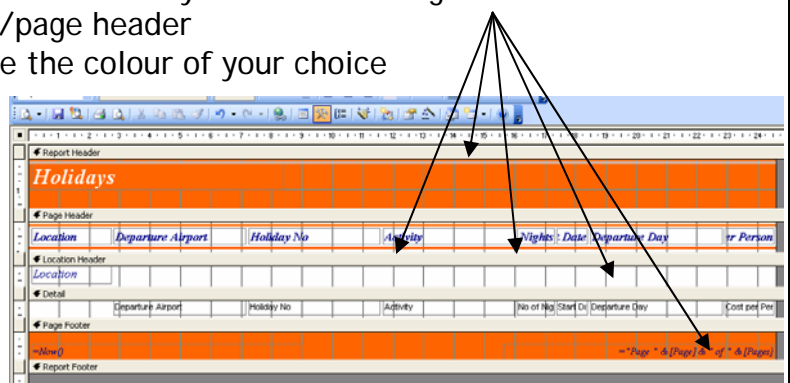 /page header
e the colour of your choice
Report Header
Holidays
Page Header
Location Departure Airport Holiday No Activity Nights Date Departure Day er Person
Location Header
Location
Detail
Departure Airport Holiday No Activity No of Nig Start Di Departure Day Cost per Per
Page Footer
=Now() ="Page " & [Page] & " of " & [Pages]
Report Footer